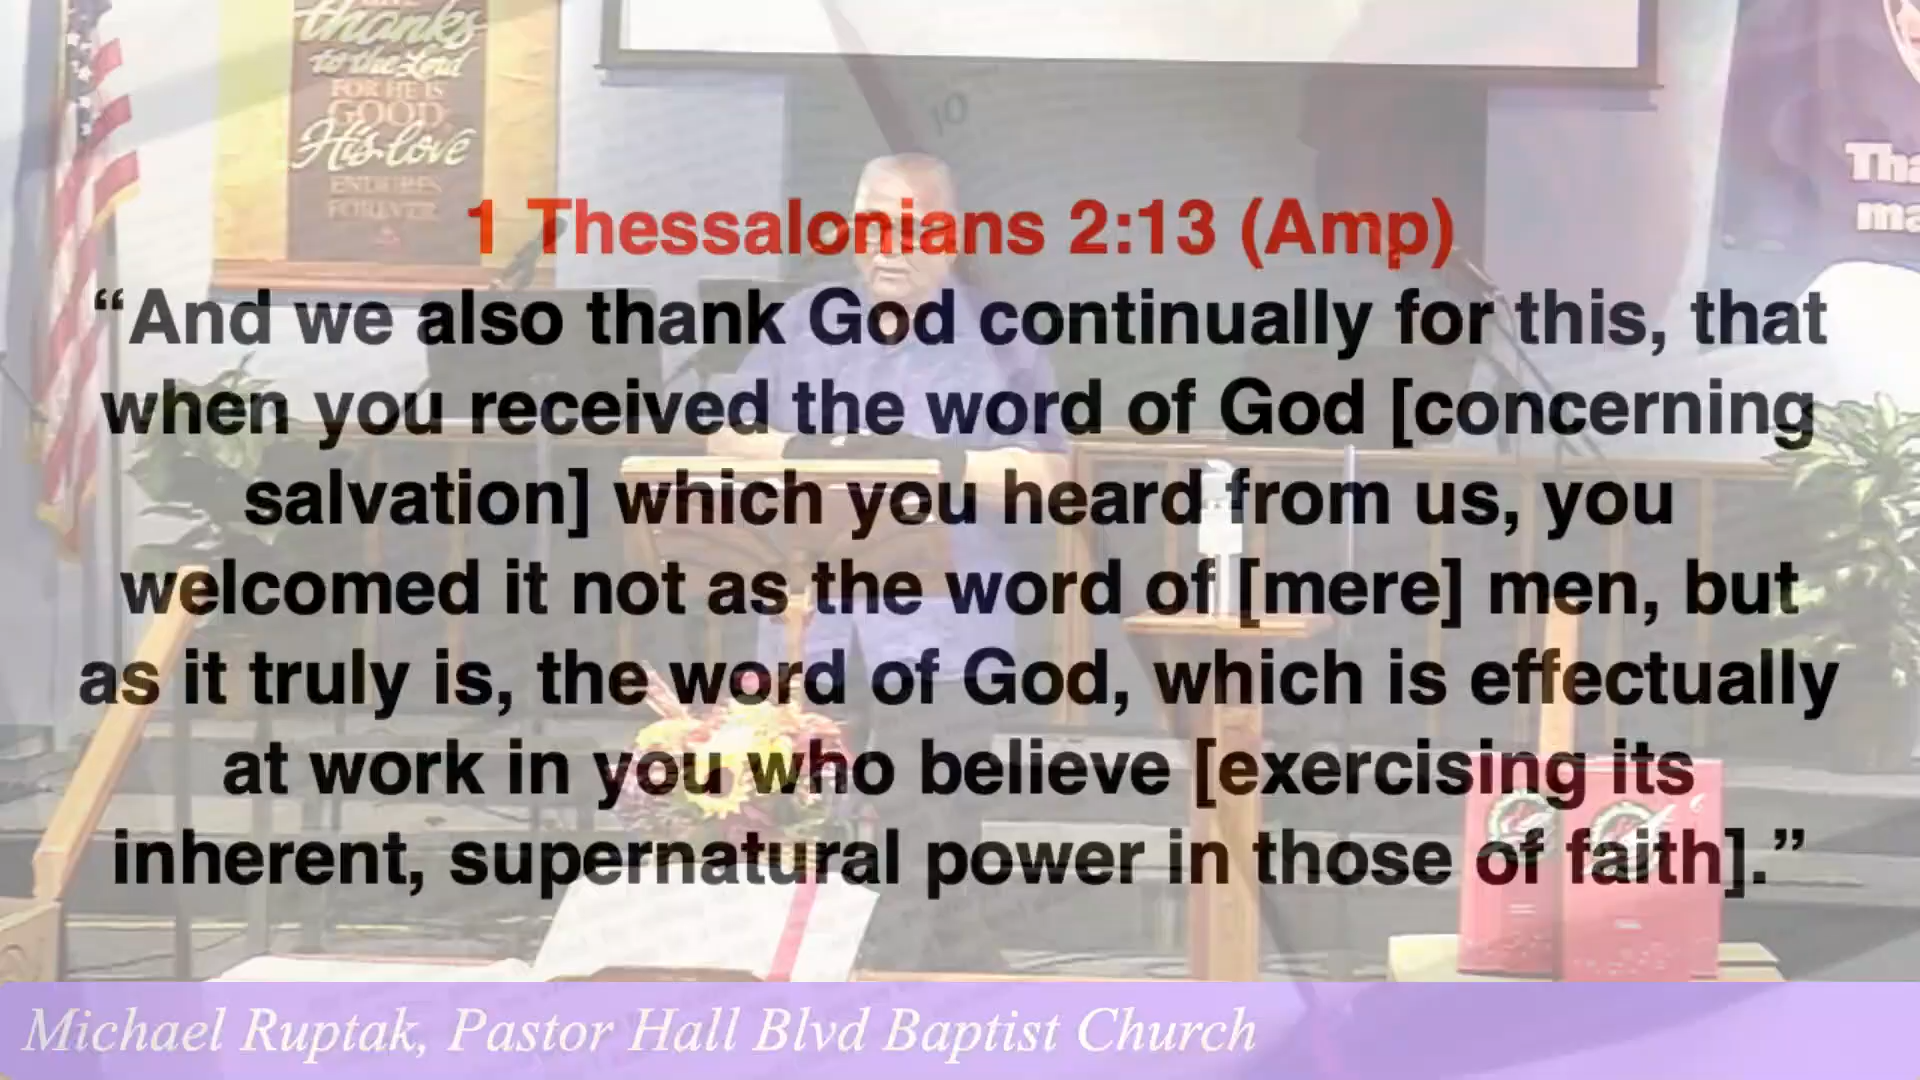 thanks
to the Lord
FOR HE IS
GOOD
His love
ENDURES
FOREVER
Tha
ma
1 Thessalonians 2:13 (Amp)
“And we also thank God continually for this, that
when you received the word of God [concerning
salvation] which you heard from us, you
welcomed it not as the word of [mere] men, but
as it truly is, the word of God, which is effectually
at work in you who believe [exercising its
inherent, supernatural power in those of faith].”
Michael Ruptak, Pastor Hall Blvd Baptist Church